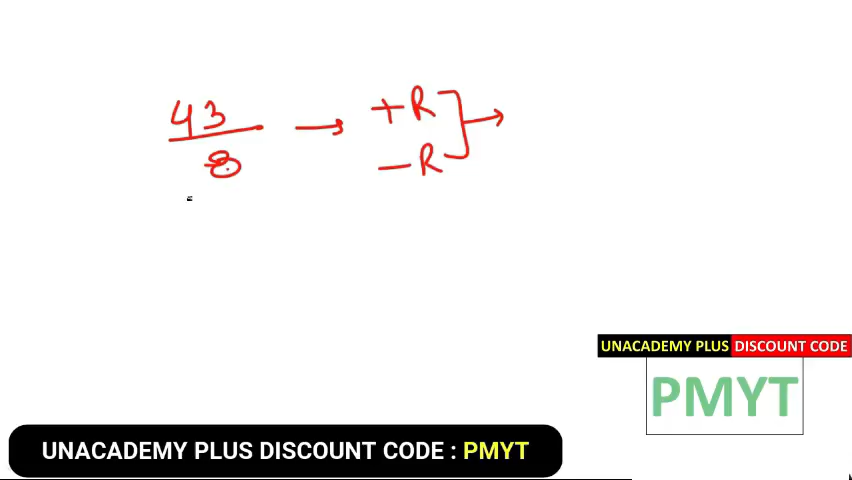 43 → +R
8 −R →
UNACADEMY PLUS DISCOUNT CODE
PMYT
UNACADEMY PLUS DISCOUNT CODE : PMYT